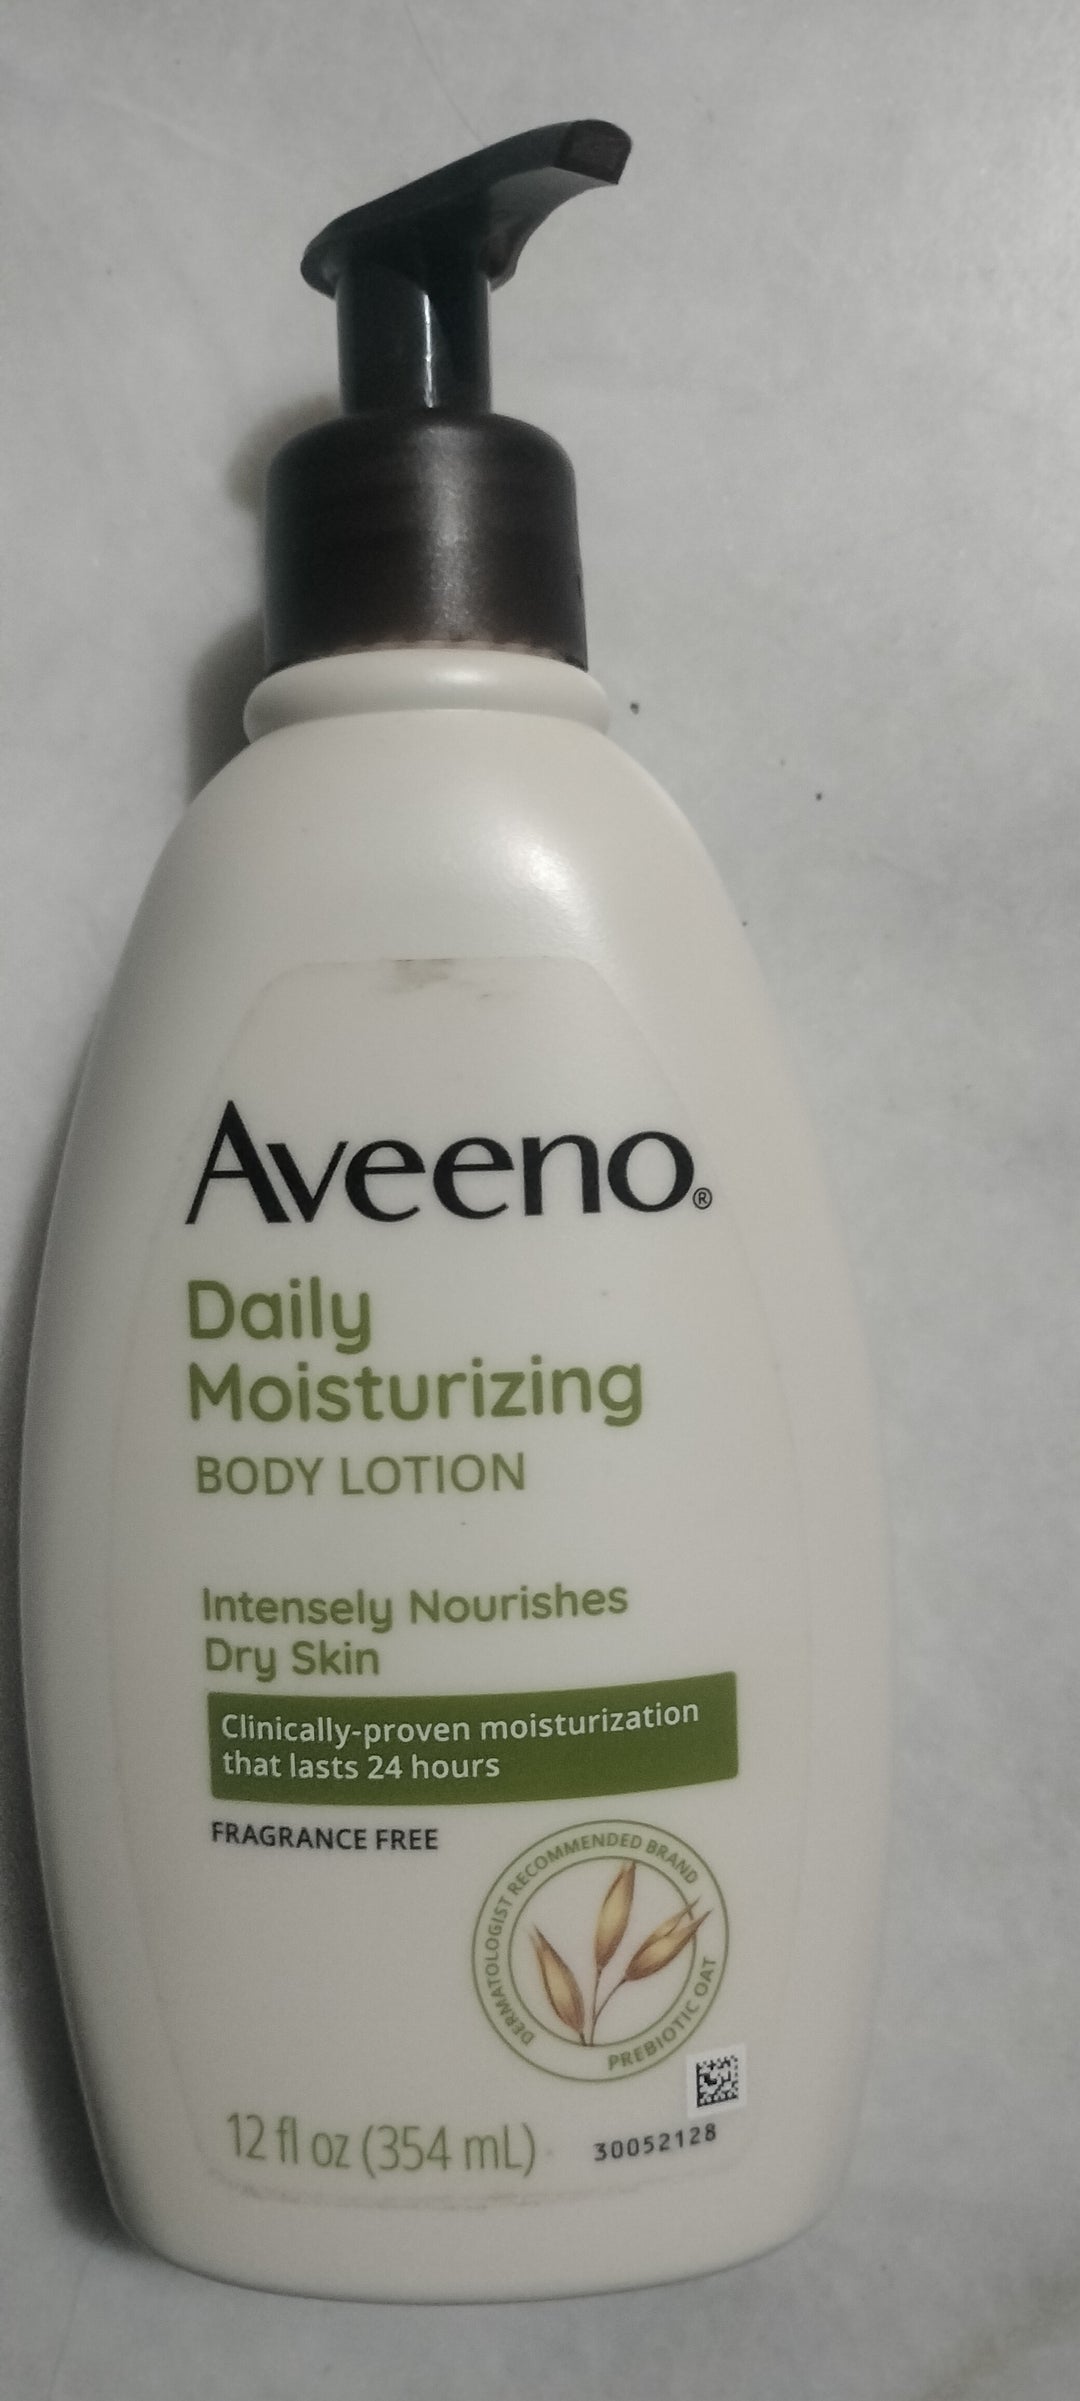 Aveeno®
Daily
Moisturizing
BODY LOTION
Intensely Nourishes
Dry Skin
Clinically-proven moisturization
that lasts 24 hours
FRAGRANCE FREE
DERMATOLOGIST RECOMMENDED BRAND
PREBIOTIC OAT
12 fl oz (354 mL)
30052128